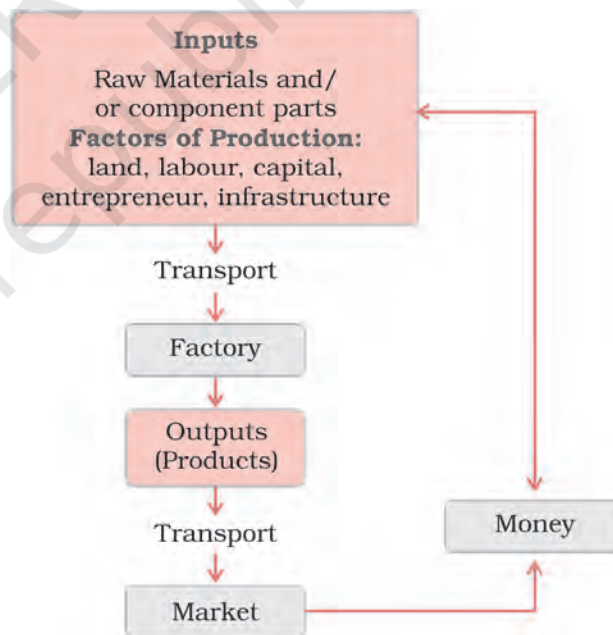 Inputs
Raw Materials and/
or component parts
Factors of Production:
land, labour, capital,
entrepreneur, infrastructure
Transport
Factory
Outputs
(Products)
Transport
Market
Money